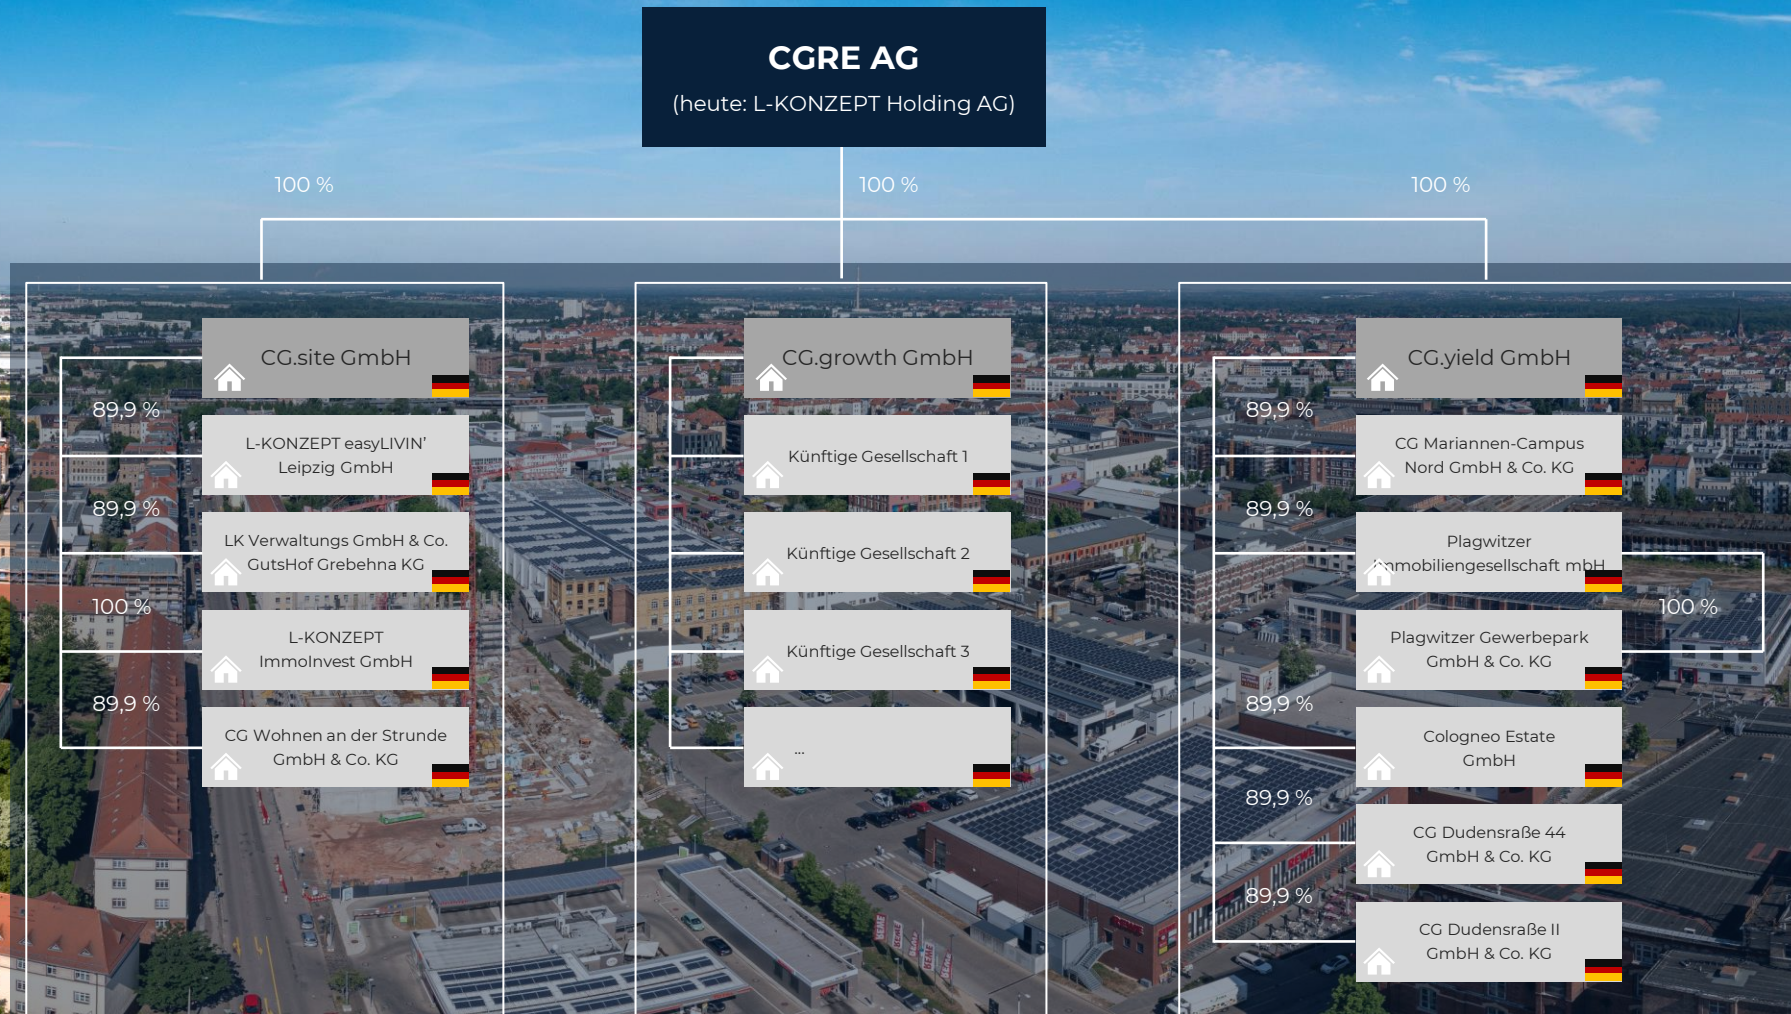 CGRE AG
(heute: L-KONZEPT Holding AG)
100 %
100 %
100 %
CG.site GmbH
89,9 %
L-KONZEPT easyLIVIN’
Leipzig GmbH
89,9 %
LK Verwaltungs GmbH & Co.
GutsHof Grebehna KG
100 %
L-KONZEPT
ImmoInvest GmbH
89,9 %
CG Wohnen an der Strunde
GmbH & Co. KG
CG.growth GmbH
Künftige Gesellschaft 1
Künftige Gesellschaft 2
Künftige Gesellschaft 3
...
CG.yield GmbH
89,9 %
CG Mariannen-Campus
Nord GmbH & Co. KG
89,9 %
Plagwitzer
Immobiliengesellschaft mbH
100 %
Plagwitzer Gewerbepark
GmbH & Co. KG
89,9 %
Cologneo Estate
GmbH
89,9 %
CG Dudensraße 44
GmbH & Co. KG
89,9 %
CG Dudensraße II
GmbH & Co. KG
REWE
REWE